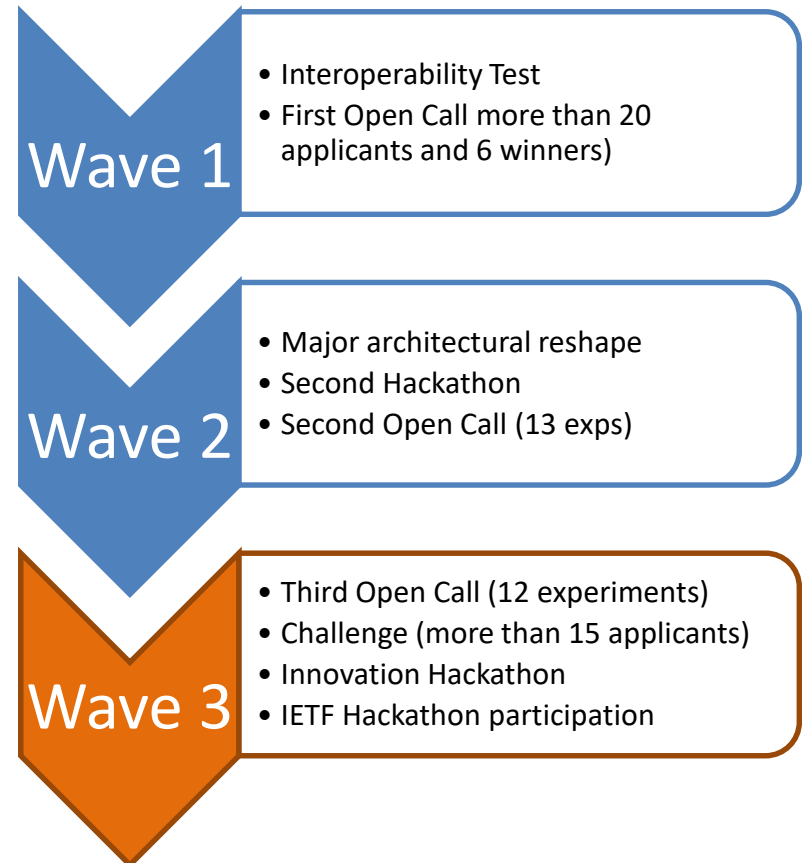 Wave 1
• Interoperability Test
• First Open Call more than 20
applicants and 6 winners)
Wave 2
• Major architectural reshape
• Second Hackathon
• Second Open Call (13 exps)
Wave 3
• Third Open Call (12 experiments)
• Challenge (more than 15 applicants)
• Innovation Hackathon
• IETF Hackathon participation